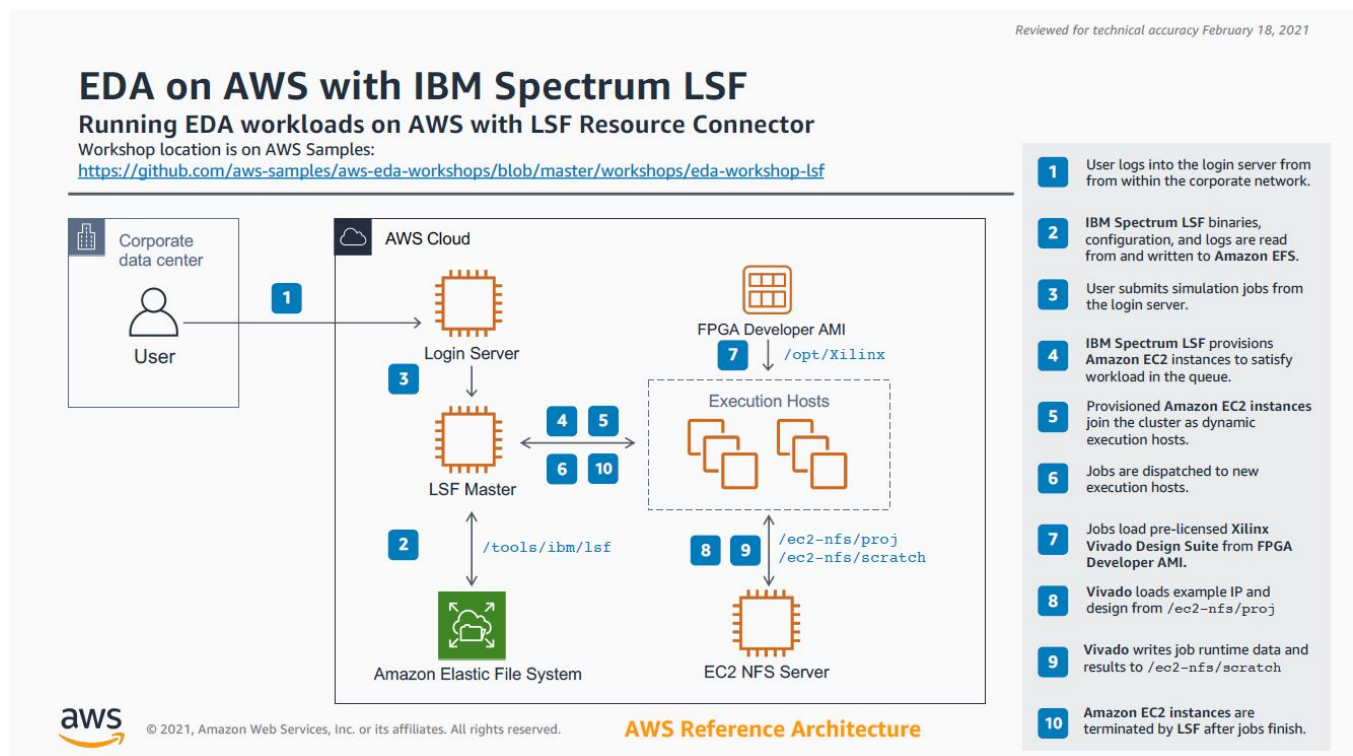 Reviewed for technical accuracy February 18, 2021
EDA on AWS with IBM Spectrum LSF
Running EDA workloads on AWS with LSF Resource Connector
Workshop location is on AWS Samples:
https://github.com/aws-samples/aws-eda-workshops/blob/master/workshops/eda-workshop-lsf
Corporate
data center
User
1
AWS Cloud
Login Server
3
LSF Master
2
/tools/ibm/lsf
Amazon Elastic File System
4
5
6
10
FPGA Developer AMI
7
/opt/Xilinx
Execution Hosts
8
9
/ec2-nfs/proj
/ec2-nfs/scratch
EC2 NFS Server
1
User logs into the login server from
from within the corporate network.
2
IBM Spectrum LSF binaries,
configuration, and logs are read
from and written to Amazon EFS.
3
User submits simulation jobs from
the login server.
4
IBM Spectrum LSF provisions
Amazon EC2 instances to satisfy
workload in the queue.
5
Provisioned Amazon EC2 instances
join the cluster as dynamic
execution hosts.
6
Jobs are dispatched to new
execution hosts.
7
Jobs load pre-licensed Xilinx
Vivado Design Suite from FPGA
Developer AMI.
8
Vivado loads example IP and
design from /ec2-nfs/proj
9
Vivado writes job runtime data and
results to /ec2-nfs/scratch
10
Amazon EC2 instances are
terminated by LSF after jobs finish.
aws
© 2021, Amazon Web Services, Inc. or its affiliates. All rights reserved.
AWS Reference Architecture